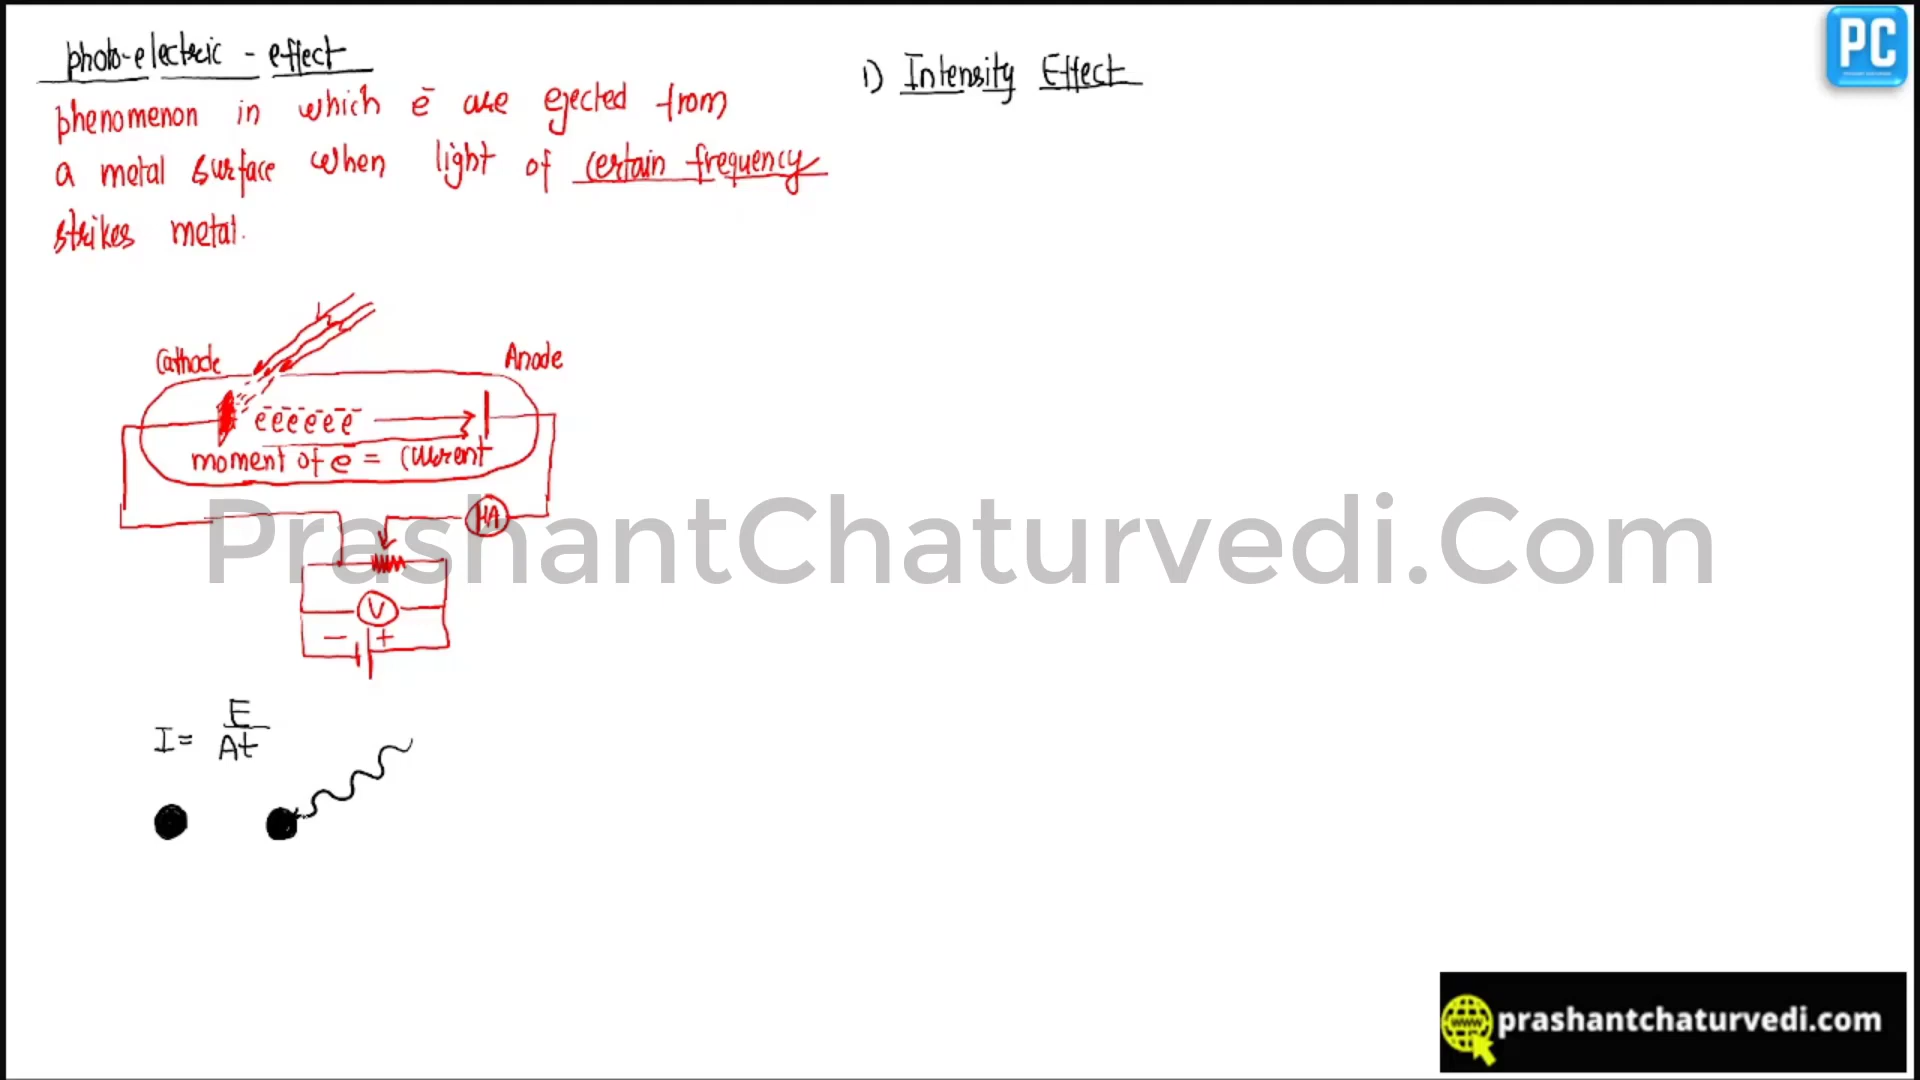 photo-electric - effect
phenomenon in which e⁻ are ejected from
a metal surface when light of certain frequency
strikes metal.
Cathode
Anode
e⁻e⁻e⁻e⁻e⁻e⁻
moment of e⁻ = Current
V
- +
I = E/At
1) Intensity Effect
PC
PrashantChaturvedi.Com
www
prashantchaturvedi.com